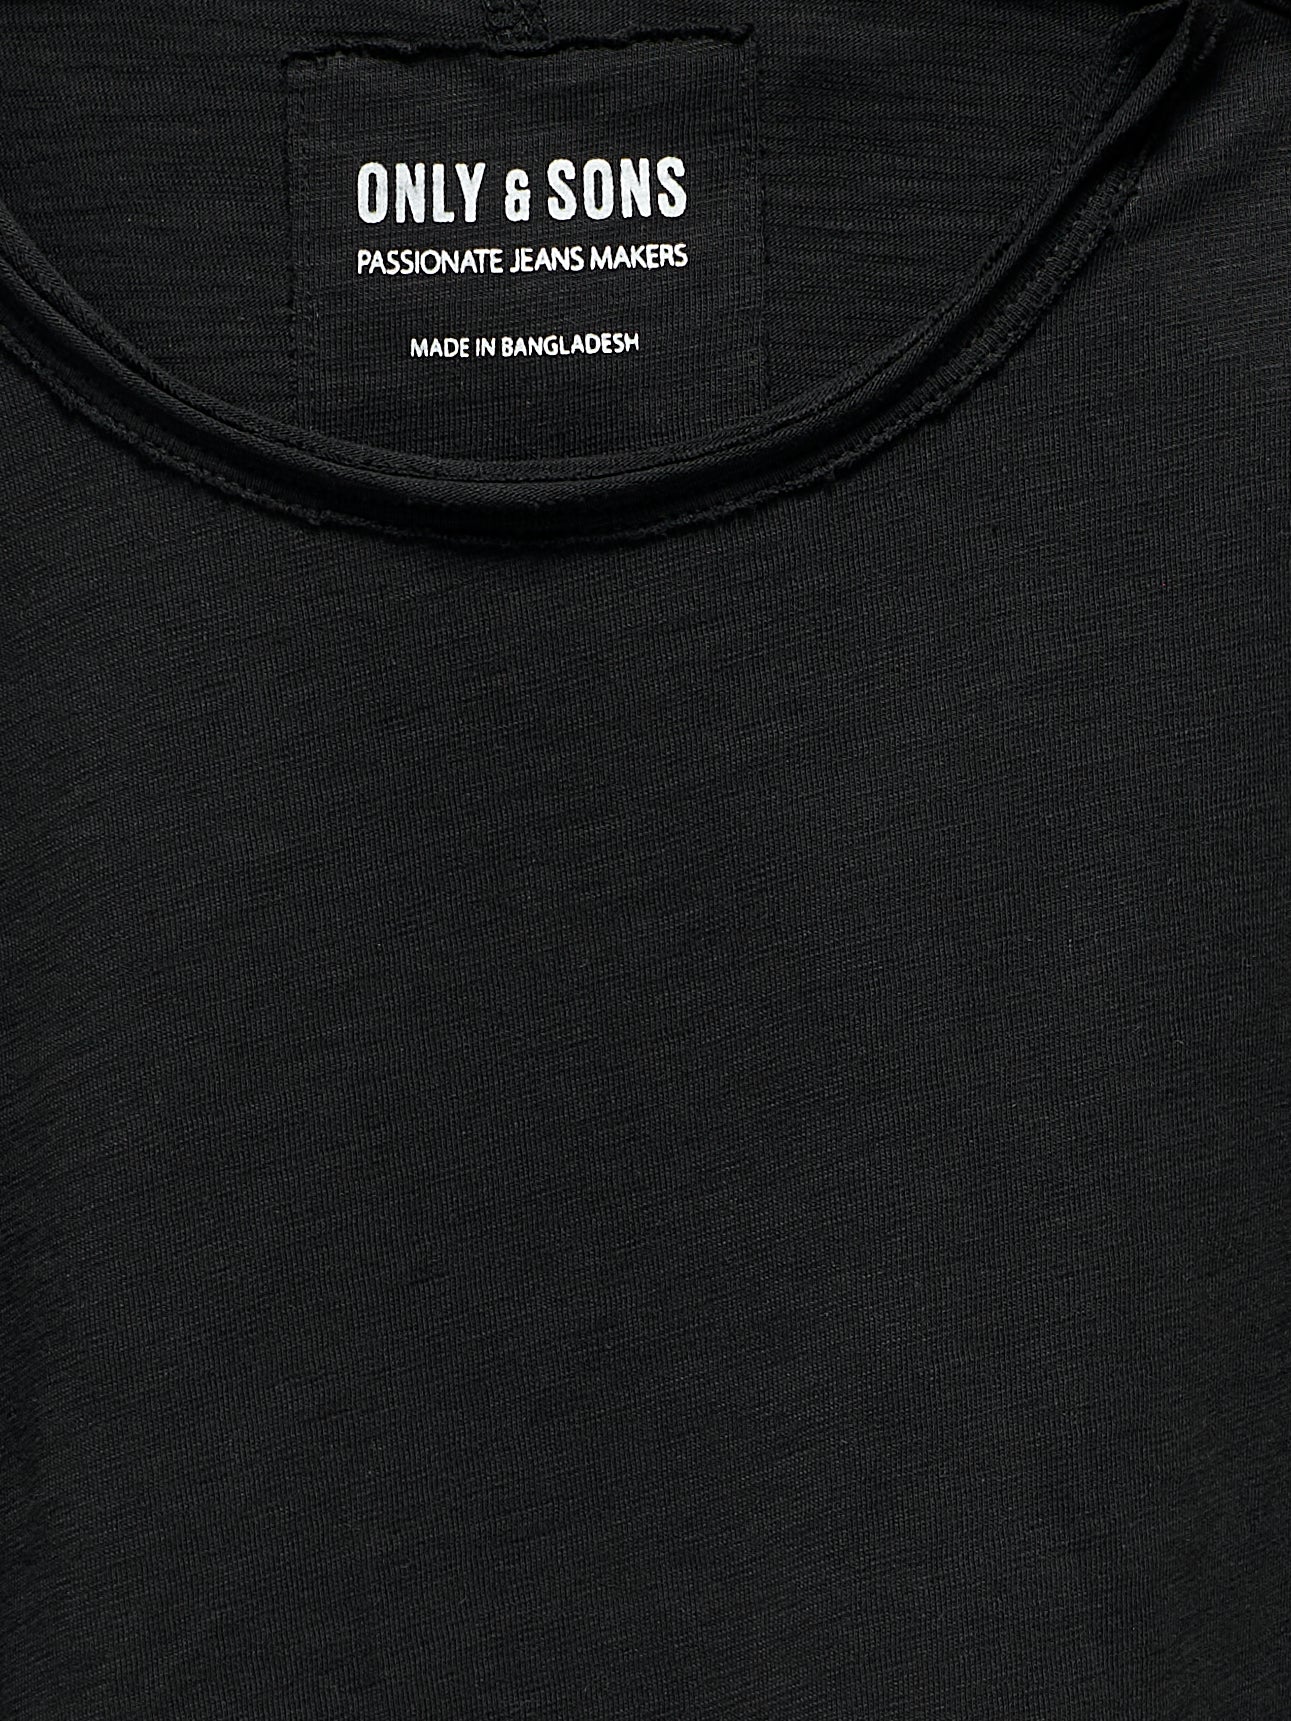 ONLY & SONS
PASSIONATE JEANS MAKERS
MADE IN BANGLADESH